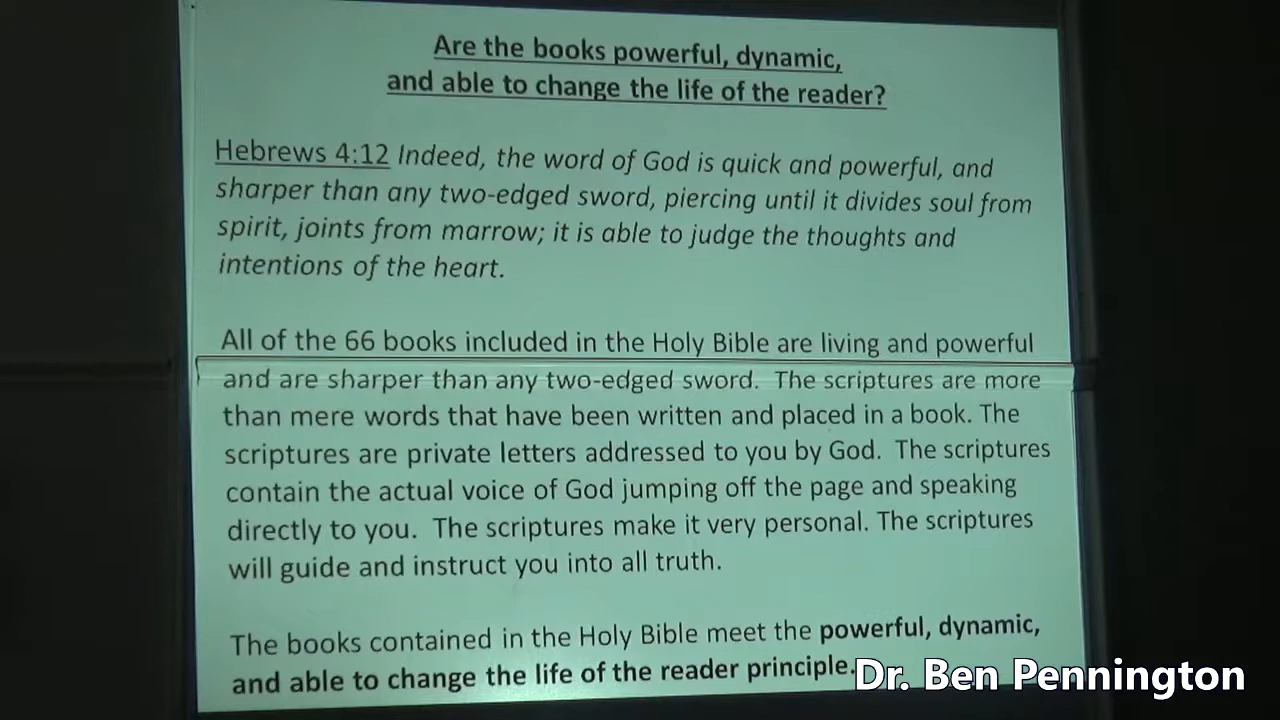 Are the books powerful, dynamic,
and able to change the life of the reader?
Hebrews 4:12 Indeed, the word of God is quick and powerful, and
sharper than any two-edged sword, piercing until it divides soul from
spirit, joints from marrow; it is able to judge the thoughts and
intentions of the heart.
All of the 66 books included in the Holy Bible are living and powerful
and are sharper than any two-edged sword. The scriptures are more
than mere words that have been written and placed in a book. The
scriptures are private letters addressed to you by God. The scriptures
contain the actual voice of God jumping off the page and speaking
directly to you. The scriptures make it very personal. The scriptures
will guide and instruct you into all truth.
The books contained in the Holy Bible meet the powerful, dynamic,
and able to change the life of the reader principle.
Dr. Ben Pennington